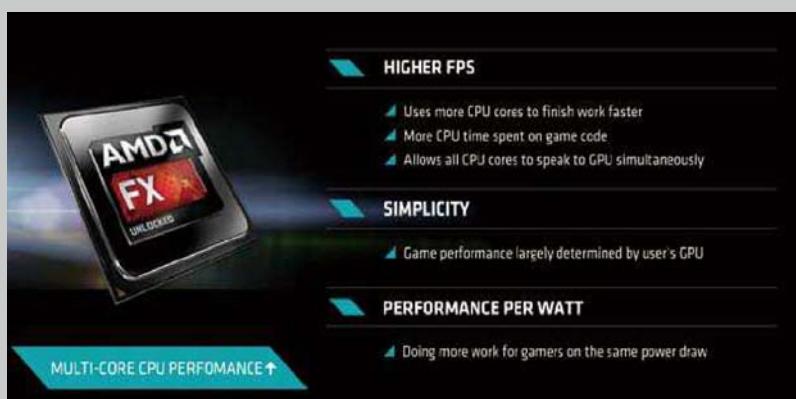 AMD
FX
UNLOCKED
MULTI-CORE CPU PERFOMANCE↑
HIGHER FPS
Uses more CPU cores to finish work faster
More CPU time spent on game code
Allows all CPU cores to speak to GPU simultaneously
SIMPLICITY
Game performance largely determined by user's GPU
PERFORMANCE PER WATT
Doing more work for gamers on the same power draw